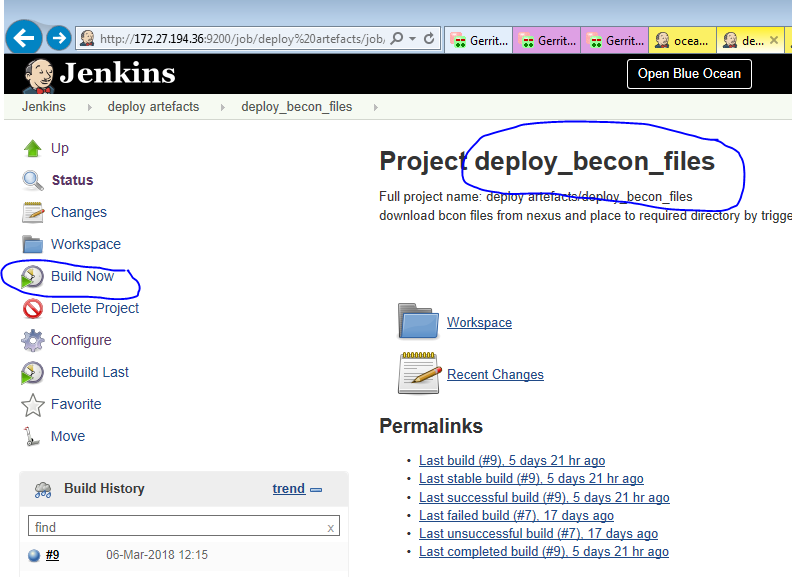 http://172.27.194.36:9200/job/deploy%20artefacts/job/
Gerrit...
Gerrit...
Gerrit...
ocea...
de...
Jenkins
Open Blue Ocean
Jenkins
deploy artefacts
deploy_becon_files
Up
Status
Changes
Workspace
Build Now
Delete Project
Configure
Rebuild Last
Favorite
Move
Build History
trend
find
x
#9
06-Mar-2018 12:15
Project deploy_becon_files
Full project name: deploy artefacts/deploy_becon_files
download bcon files from nexus and place to required directory by trigge
Workspace
Recent Changes
Permalinks
• Last build (#9), 5 days 21 hr ago
• Last stable build (#9), 5 days 21 hr ago
• Last successful build (#9), 5 days 21 hr ago
• Last failed build (#7), 17 days ago
• Last unsuccessful build (#7), 17 days ago
• Last completed build (#9), 5 days 21 hr ago